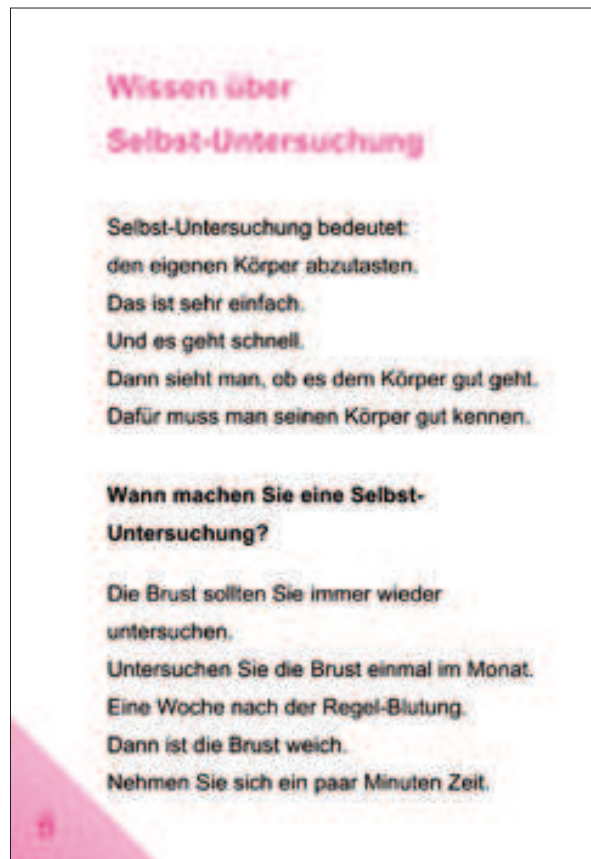 Wissen über
Selbst-Untersuchung
Selbst-Untersuchung bedeutet:
den eigenen Körper abzutasten.
Das ist sehr einfach.
Und es geht schnell.
Dann sieht man, ob es dem Körper gut geht.
Dafür muss man seinen Körper gut kennen.
Wann machen Sie eine Selbst-
Untersuchung?
Die Brust sollten Sie immer wieder
untersuchen.
Untersuchen Sie die Brust einmal im Monat.
Eine Woche nach der Regel-Blutung.
Dann ist die Brust weich.
Nehmen Sie sich ein paar Minuten Zeit.